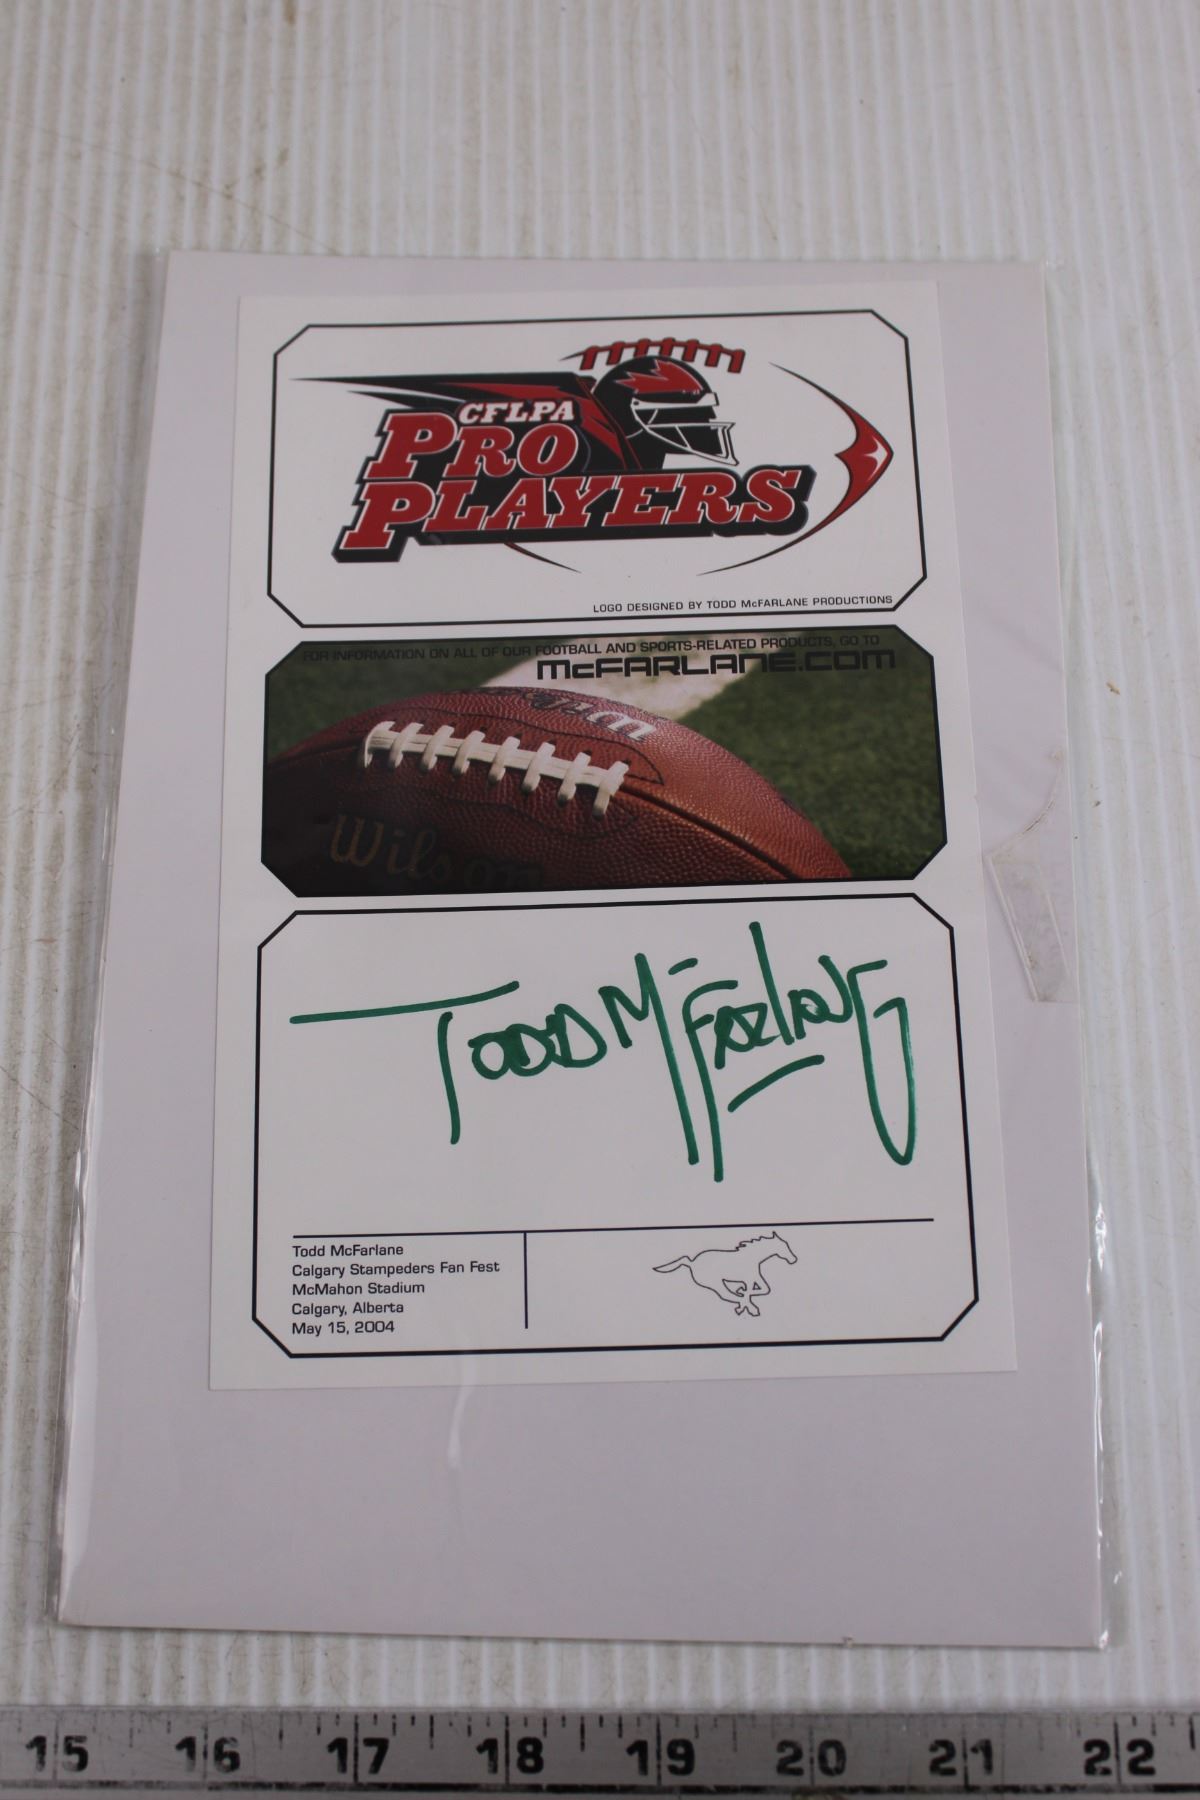 CFLPA
PRO
PLAYERS
LOGO DESIGNED BY TODD McFARLANE PRODUCTIONS
FOR INFORMATION ON ALL OF OUR FOOTBALL AND SPORTS-RELATED PRODUCTS, GO TO
McFARLANE.COM
Wilson
TODD McFARLANE
Todd McFarlane
Calgary Stampeders Fan Fest
McMahon Stadium
Calgary, Alberta
May 15, 2004
15 16 17 18 19 20 21 22